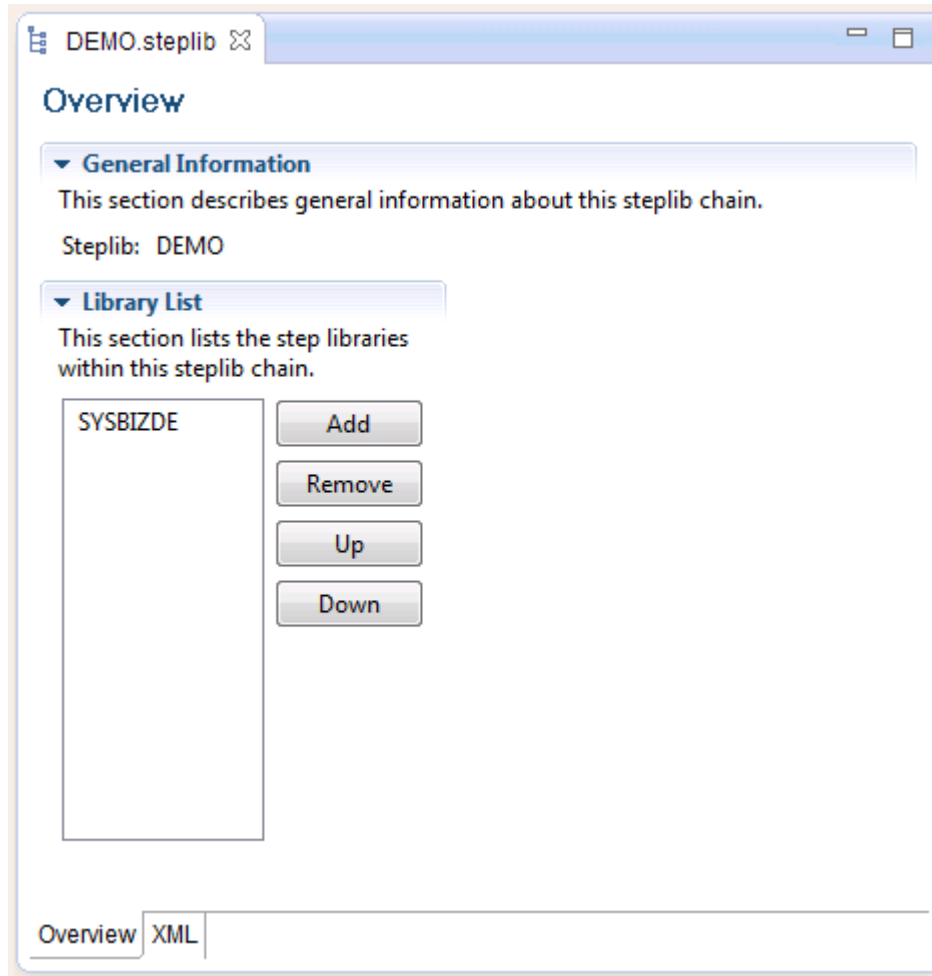 DEMO.steplib
Overview
General Information
This section describes general information about this steplib chain.
Steplib: DEMO
Library List
This section lists the step libraries
within this steplib chain.
SYSBIZDE
Add
Remove
Up
Down
Overview XML